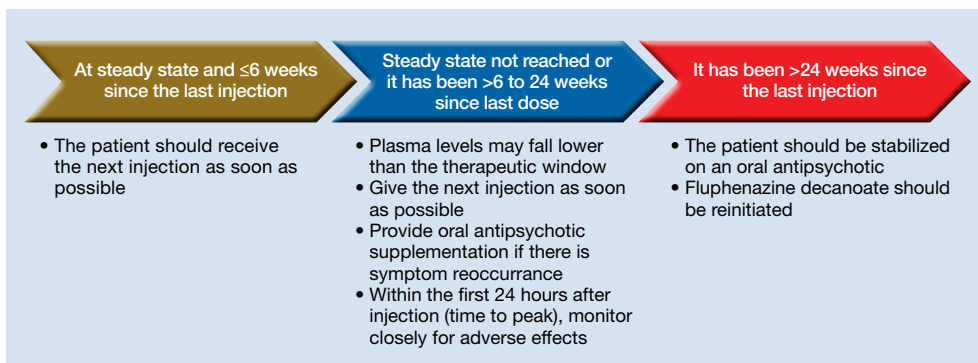 At steady state and ≤6 weeks
since the last injection
Steady state not reached or
it has been >6 to 24 weeks
since last dose
It has been >24 weeks since
the last injection
• The patient should receive
the next injection as soon as
possible
• Plasma levels may fall lower
than the therapeutic window
• Give the next injection as soon
as possible
• Provide oral antipsychotic
supplementation if there is
symptom reoccurrance
• Within the first 24 hours after
injection (time to peak), monitor
closely for adverse effects
• The patient should be stabilized
on an oral antipsychotic
• Fluphenazine decanoate should
be reinitiated